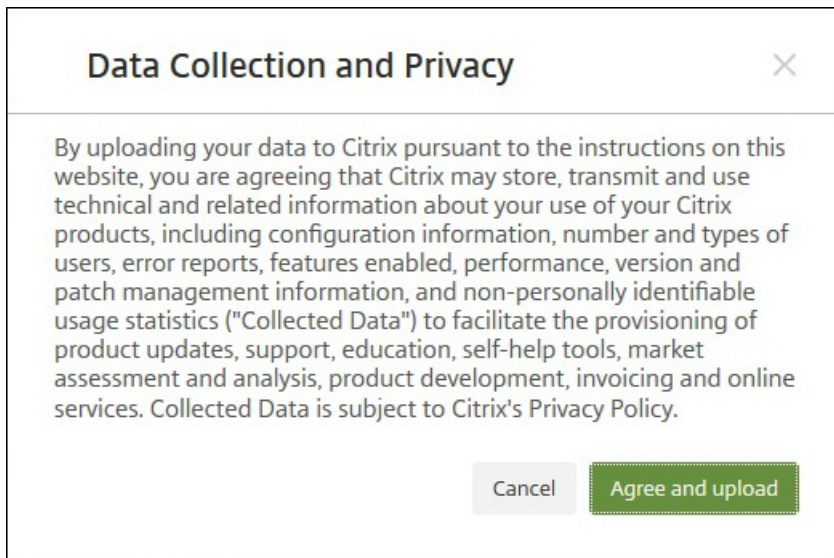 Data Collection and Privacy
By uploading your data to Citrix pursuant to the instructions on this
website, you are agreeing that Citrix may store, transmit and use
technical and related information about your use of your Citrix
products, including configuration information, number and types of
users, error reports, features enabled, performance, version and
patch management information, and non-personally identifiable
usage statistics ("Collected Data") to facilitate the provisioning of
product updates, support, education, self-help tools, market
assessment and analysis, product development, invoicing and online
services. Collected Data is subject to Citrix's Privacy Policy.
Cancel Agree and upload